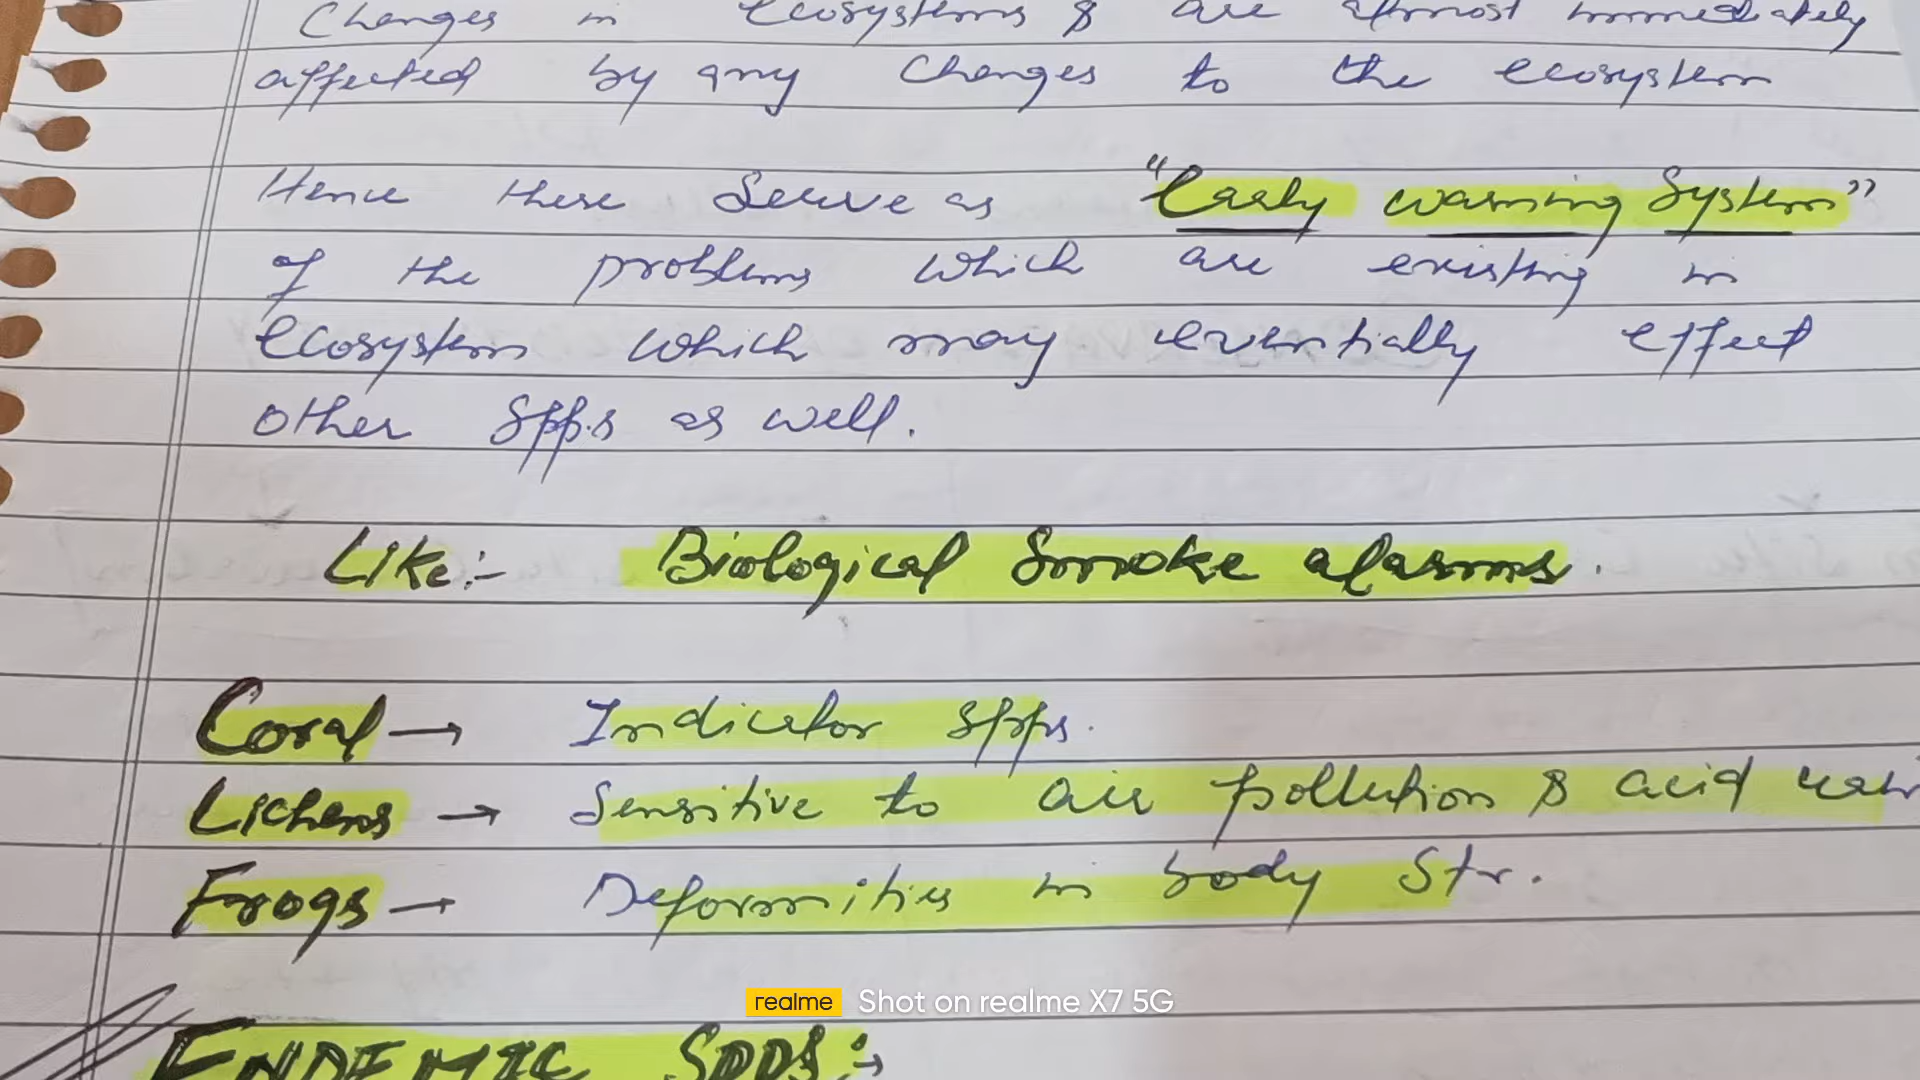 Changes in ecosystems & are almost immediately
affected by any changes to the ecosystem
Hence these serve as "Early warning System"
of the problems which are existing in
ecosystem which may eventially effect
other Spp.s as well.
Like:- Biological Smoke alarms.
Coral → Indicator Spps.
Lichens → Sensitive to air pollution & acid rain
Frogs → Deformities in body Str.
realme Shot on realme X7 5G
ENDEMIC SPPS:→